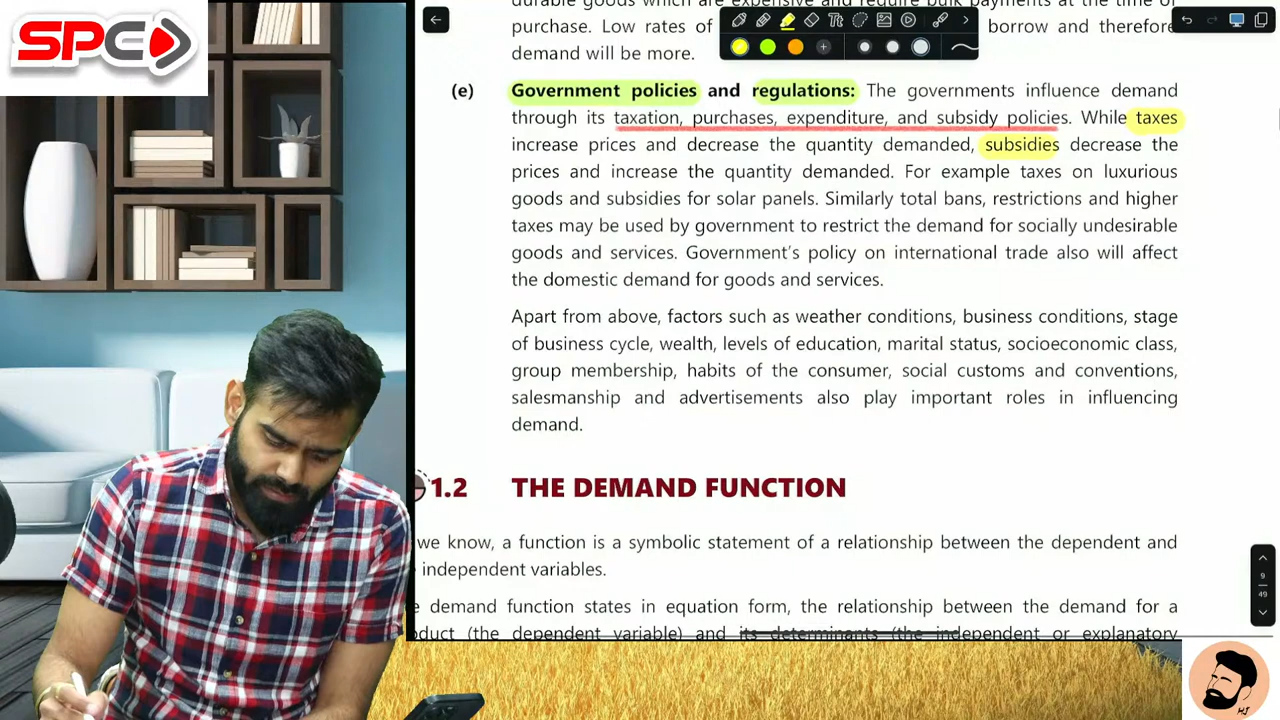 SPC
durable goods which are expensive and require bulk payments at the time of
purchase. Low rates of
borrow and therefore
demand will be more.
(e) Government policies and regulations: The governments influence demand
through its taxation, purchases, expenditure, and subsidy policies. While taxes
increase prices and decrease the quantity demanded, subsidies decrease the
prices and increase the quantity demanded. For example taxes on luxurious
goods and subsidies for solar panels. Similarly total bans, restrictions and higher
taxes may be used by government to restrict the demand for socially undesirable
goods and services. Government's policy on international trade also will affect
the domestic demand for goods and services.
Apart from above, factors such as weather conditions, business conditions, stage
of business cycle, wealth, levels of education, marital status, socioeconomic class,
group membership, habits of the consumer, social customs and conventions,
salesmanship and advertisements also play important roles in influencing
demand.
1.2 THE DEMAND FUNCTION
we know, a function is a symbolic statement of a relationship between the dependent and
independent variables.
demand function states in equation form, the relationship between the demand for a
(the dependent variable) and its determinants (the independent or explanatory
9
49